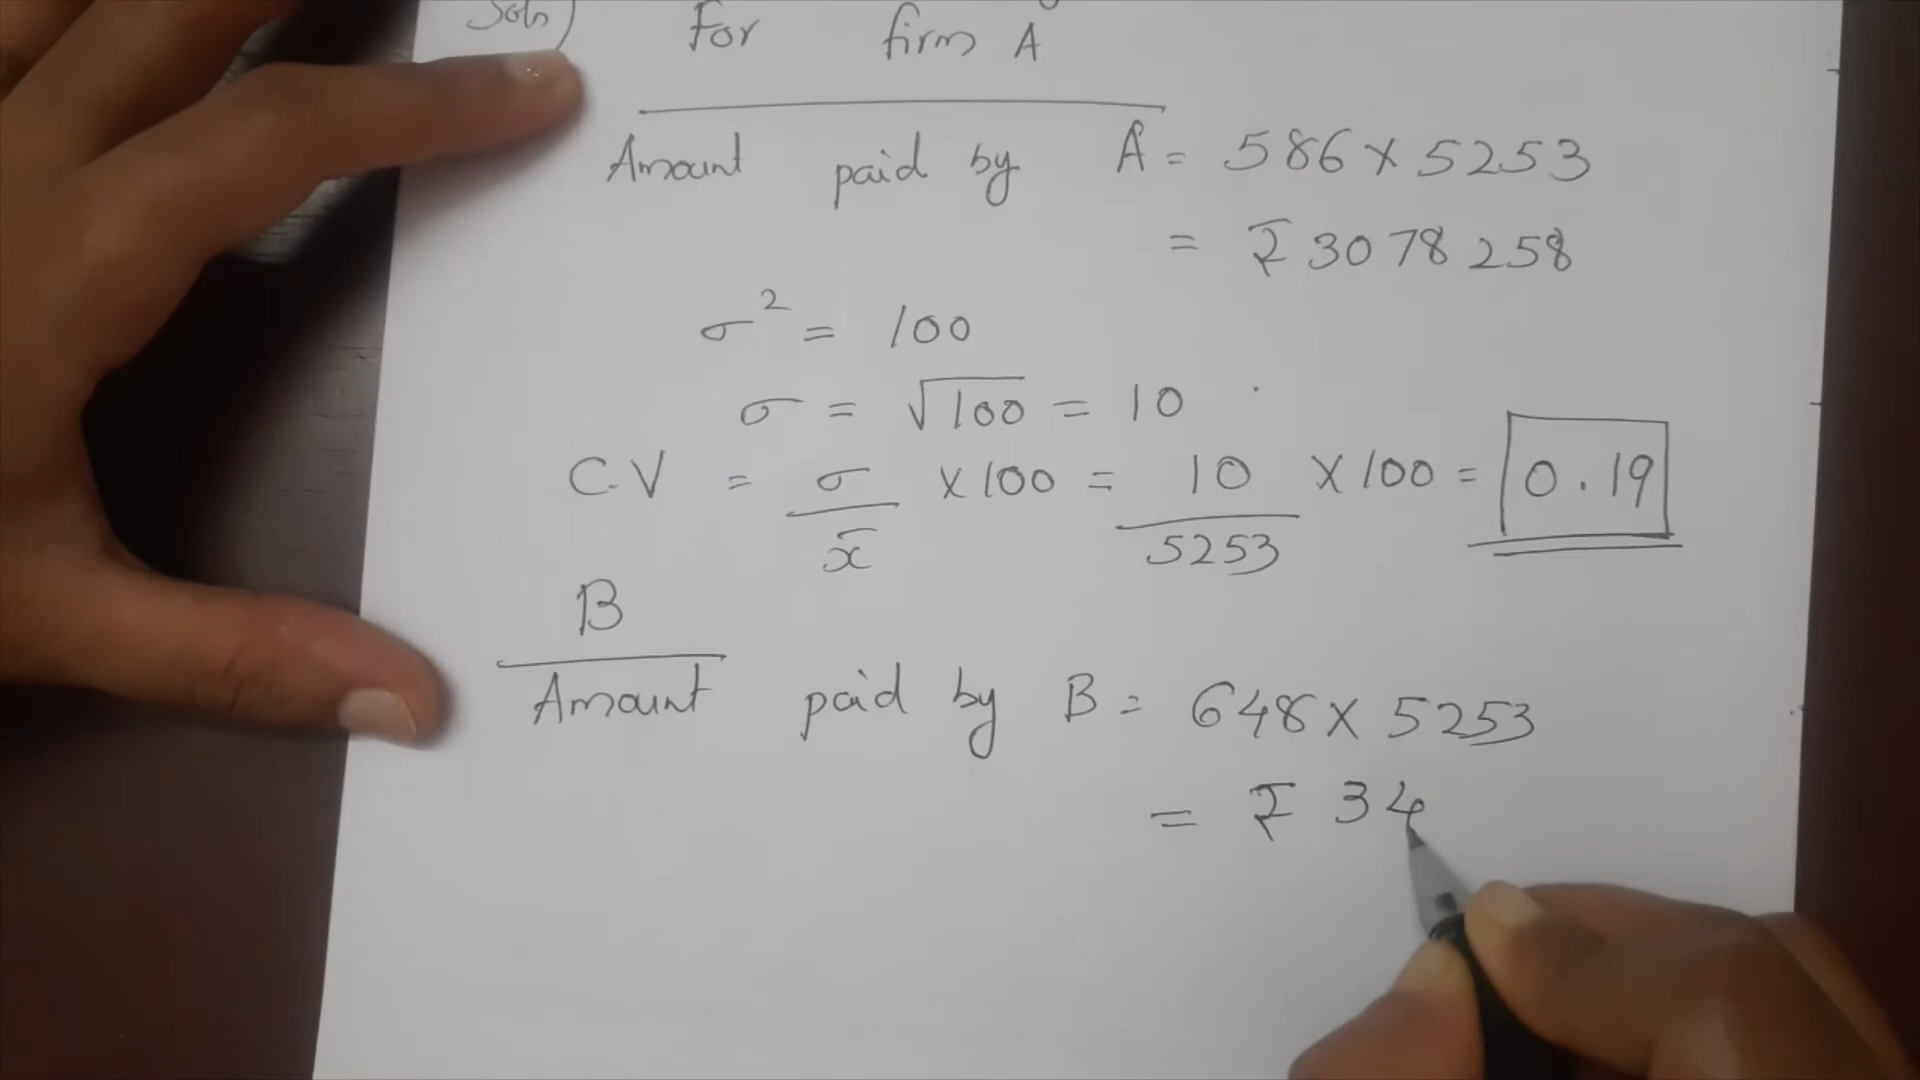 Soln)
For firm A
Amount paid by A = 586 × 5253
= ₹ 3078258
σ² = 100
σ = √100 = 10
C.V = σ/x̄ × 100 = 10/5253 × 100 = 0.19
B
Amount paid by B = 648 × 5253
= ₹ 34